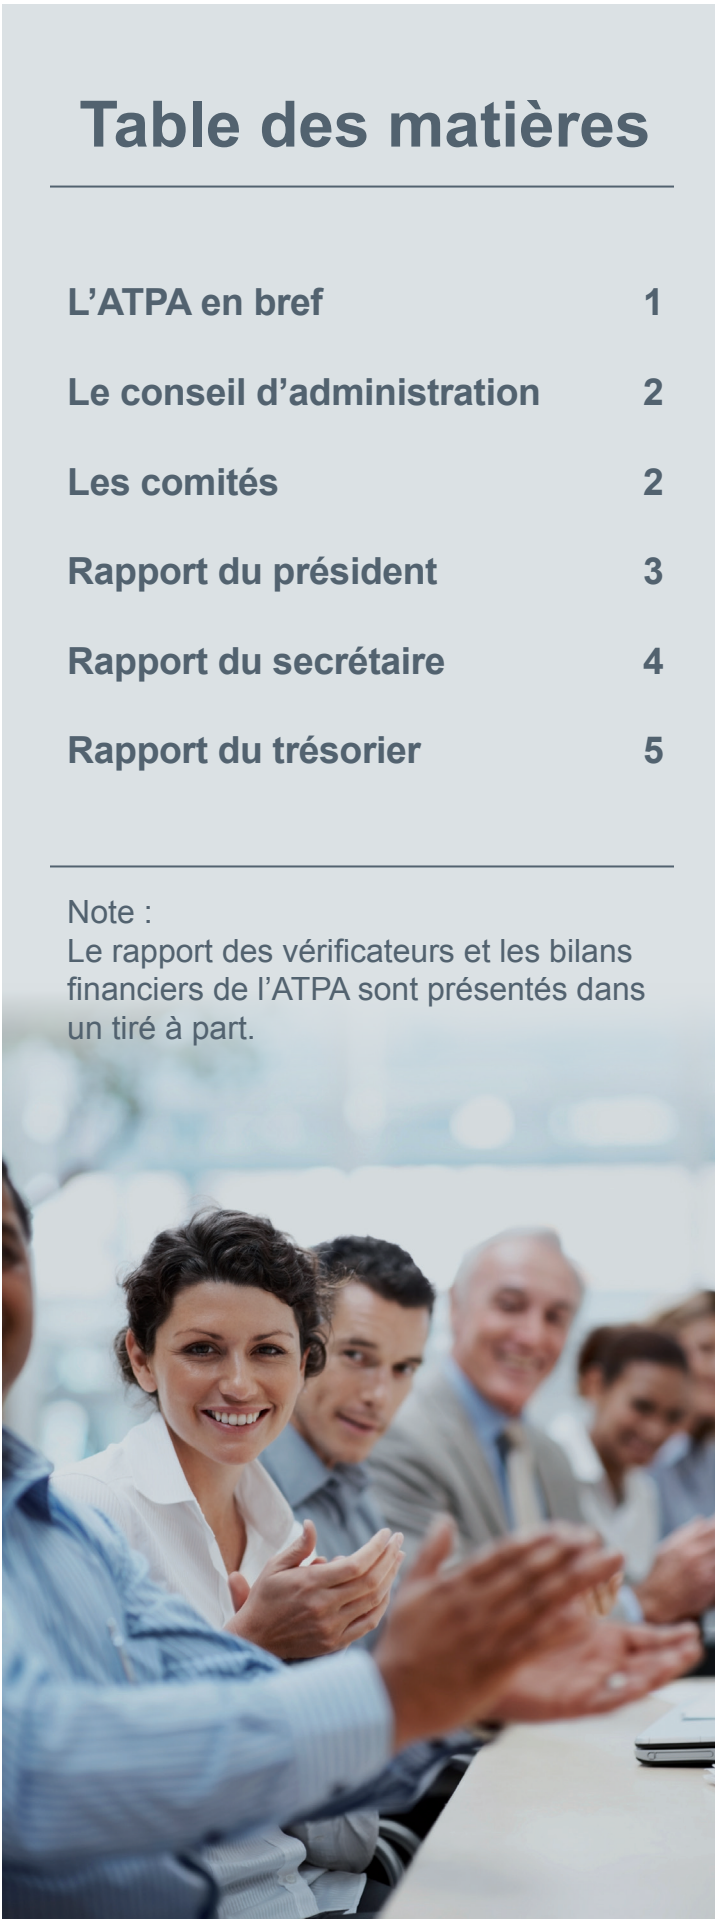 Table des matières
L’ATPA en bref 1
Le conseil d’administration 2
Les comités 2
Rapport du président 3
Rapport du secrétaire 4
Rapport du trésorier 5
Note :
Le rapport des vérificateurs et les bilans
financiers de l’ATPA sont présentés dans
un tiré à part.